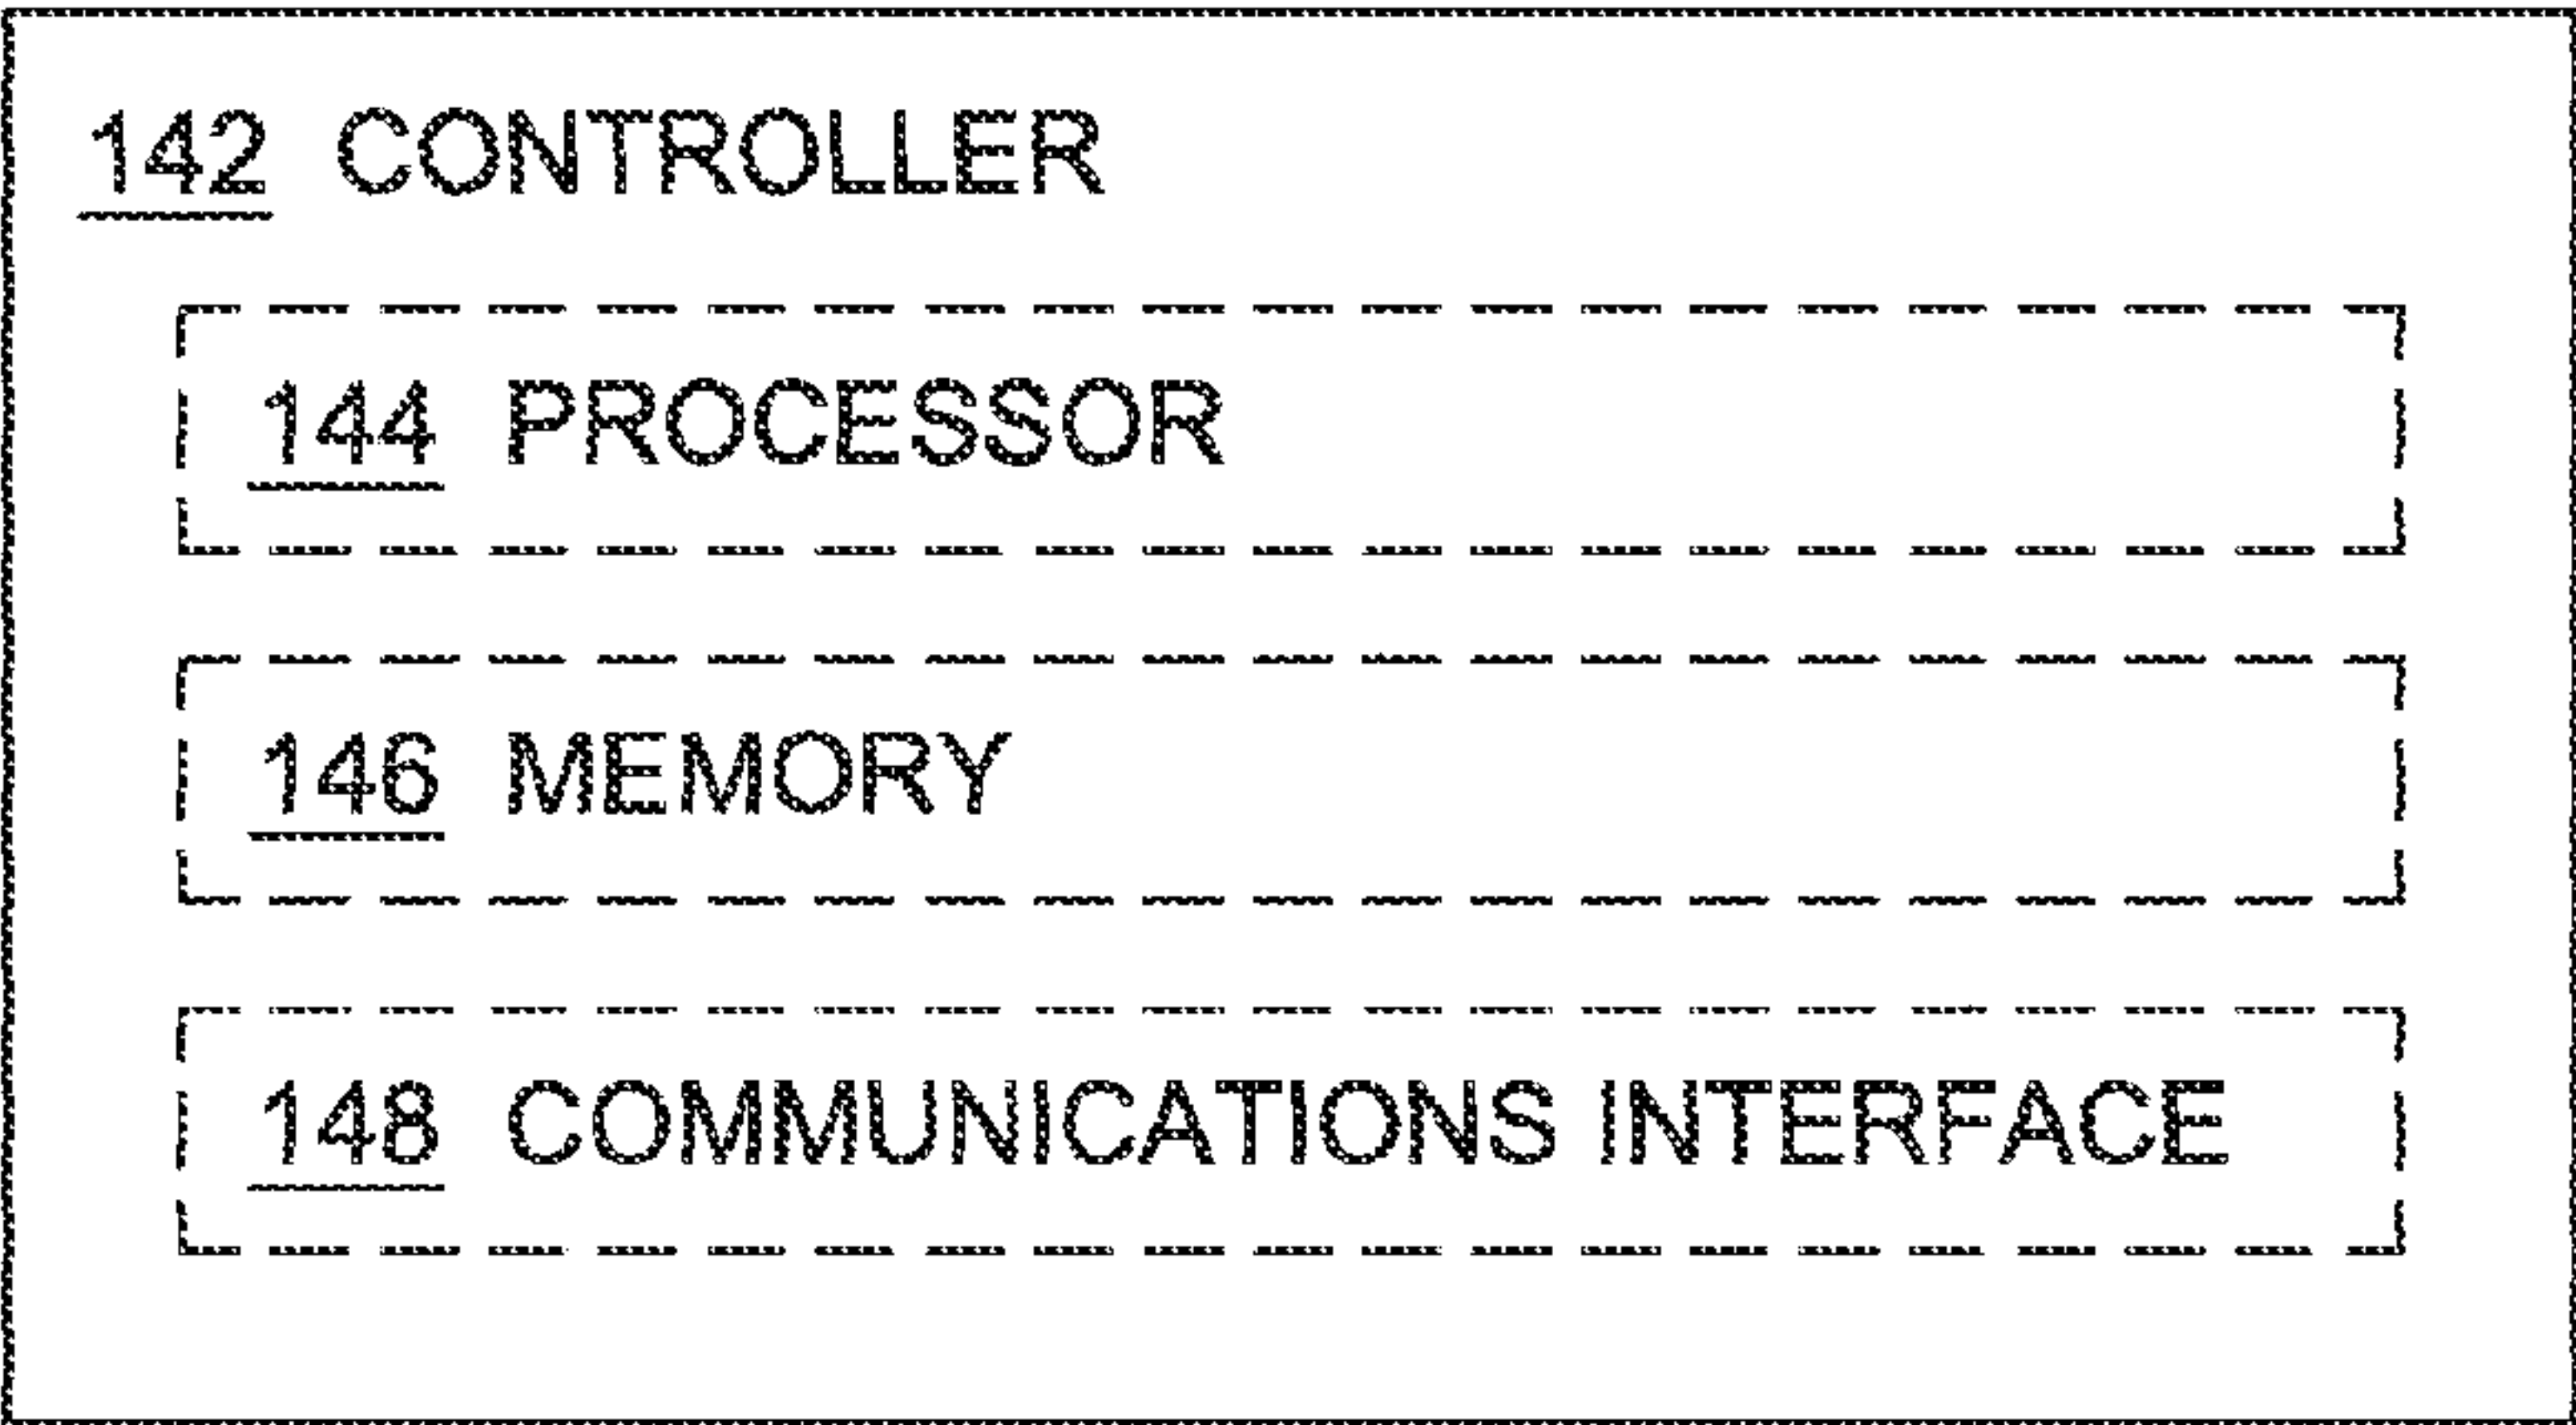 142 CONTROLLER
144 PROCESSOR
146 MEMORY
148 COMMUNICATIONS INTERFACE